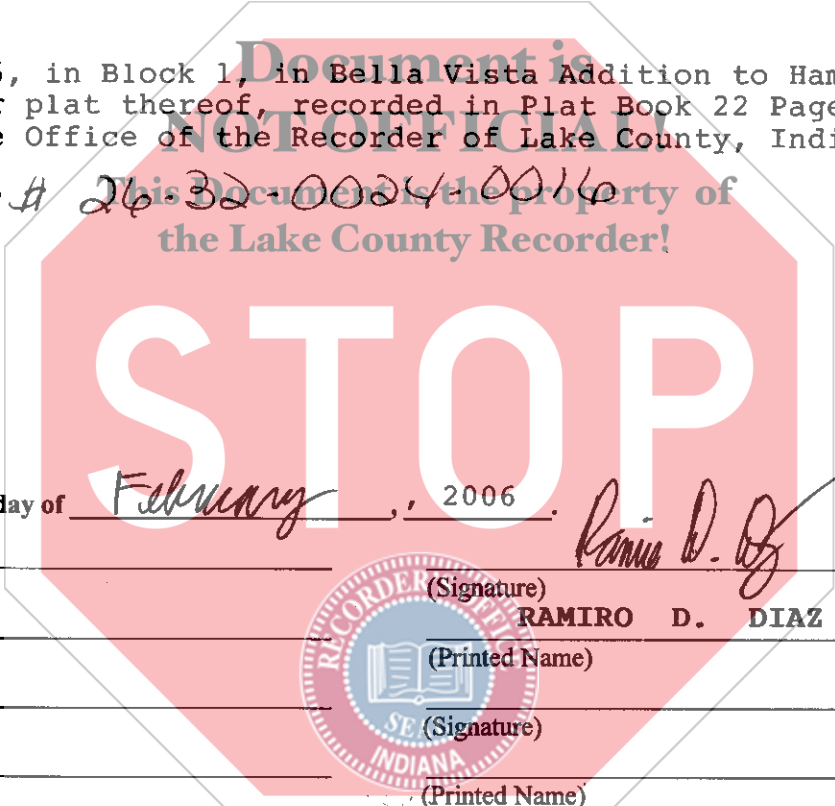 Document is
, in Block 1, in Bella Vista Addition to Ham
plat thereof, recorded in Plat Book 22 Page
NOT OFFICIAL!
Office of the Recorder of Lake County, Indi
# 26-32-0024-0016
This Document is the property of
the Lake County Recorder!
STOP
day of February, 2006.
(Signature)
RAMIRO D. DIAZ
(Printed Name)
(Signature)
(Printed Name)
RECORDER'S OFFICE
SEAL
INDIANA